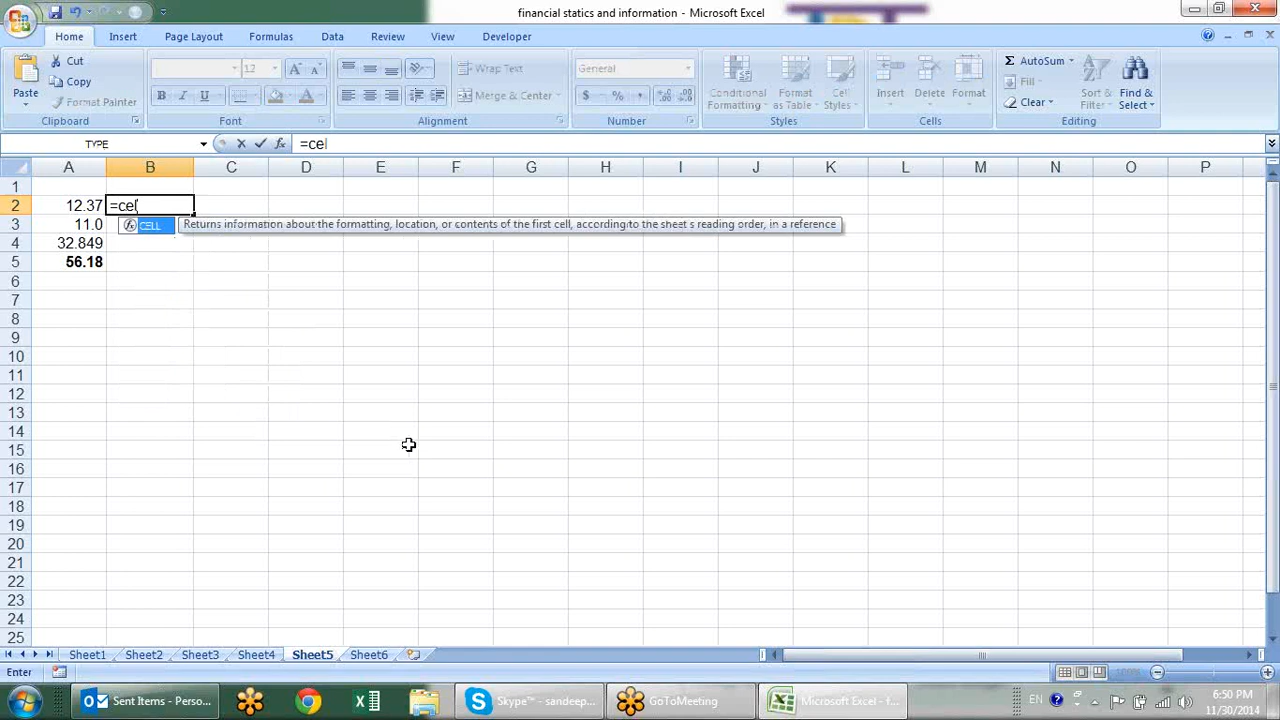 financial statics and information - Microsoft Excel
Home Insert Page Layout Formulas Data Review View Developer
Paste
Cut
Copy
Format Painter
Clipboard
12
Font
Wrap Text
Merge & Center
Alignment
General
Number
Conditional Formatting
Format as Table
Cell Styles
Styles
Insert
Delete
Format
Cells
AutoSum
Fill
Clear
Sort & Filter
Find & Select
Editing
TYPE =cel
A B C D E F G H I J K L M N O P
1
2 12.37 =cel
3 11.0 CELL Returns information about the formatting, location, or contents of the first cell, according to the sheet s reading order, in a reference
4 32.849
5 56.18
6
7
8
9
10
11
12
13
14
15
16
17
18
19
20
21
22
23
24
25
Sheet1 Sheet2 Sheet3 Sheet4 Sheet5 Sheet6
Enter
Sent Items - Perso... Skype™ - sandeep... GoToMeeting Microsoft Excel - f... EN 6:50 PM
11/30/2014